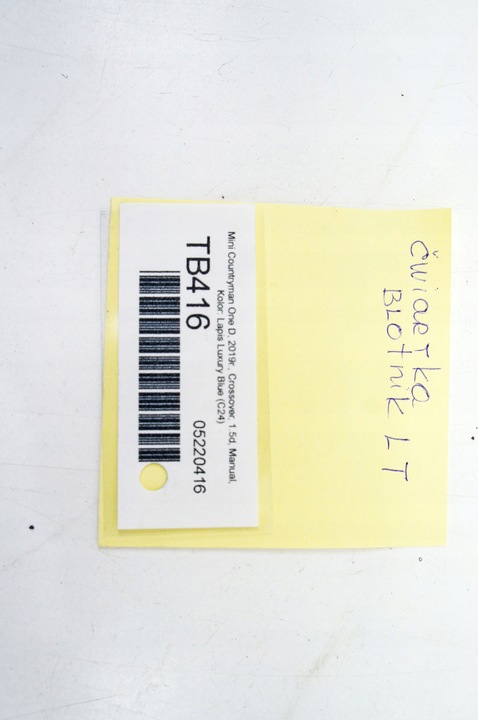 ĆwiaRTka
BŁOtnik LT
Mini Countryman One D, 2019r., Crossover, 1.5d, Manual,
Kolor: Lapis Luxury Blue (C24)
TB416
05220416